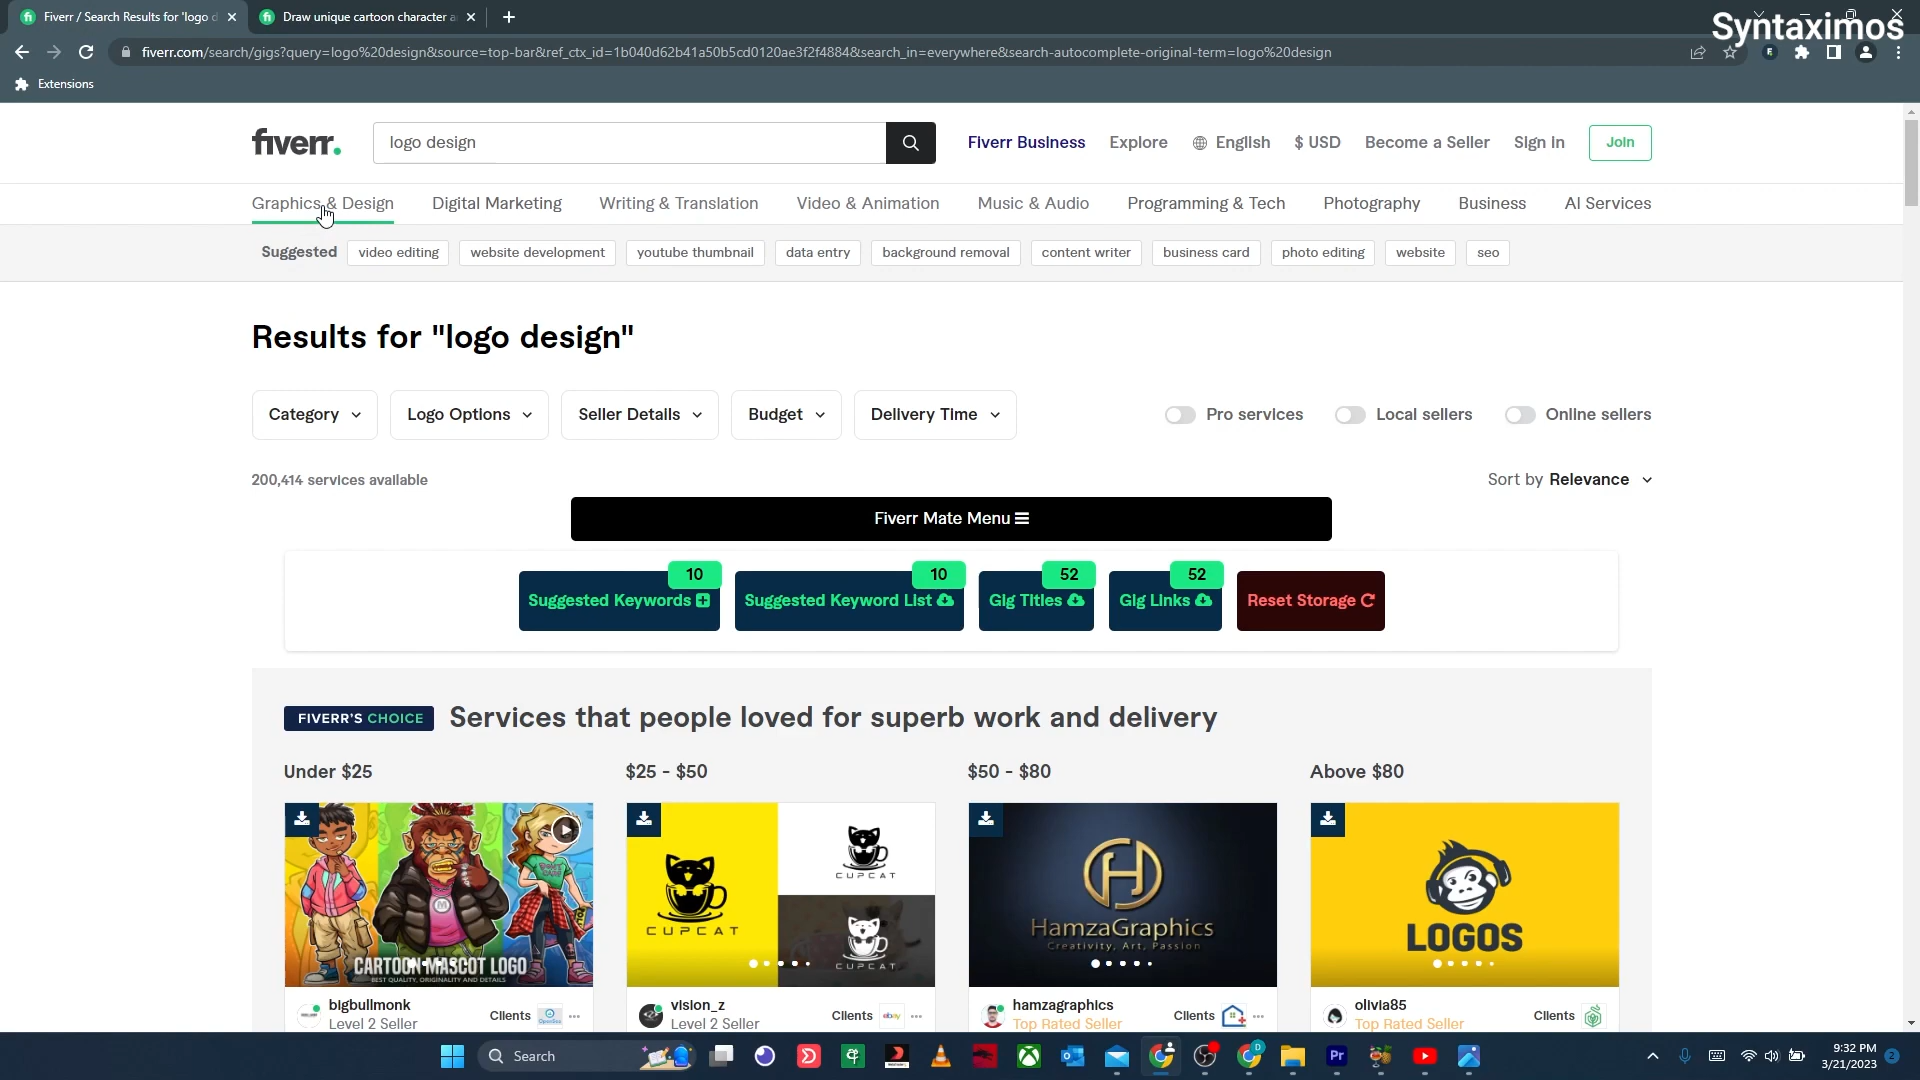 Fiverr / Search Results for 'logo d
Draw unique cartoon character a
Syntaximos
fiverr.com/search/gigs?query=logo%20design&source=top-bar&ref_ctx_id=1b040d62b41a50b5cd0120ae3f2f4884&search_in=everywhere&search-autocomplete-original-term=logo%20design
Extensions
fiverr.
logo design
Fiverr Business
Explore
English
$ USD
Become a Seller
Sign in
Join
Graphics & Design
Digital Marketing
Writing & Translation
Video & Animation
Music & Audio
Programming & Tech
Photography
Business
AI Services
Suggested
video editing
website development
youtube thumbnail
data entry
background removal
content writer
business card
photo editing
website
seo
Results for "logo design"
Category
Logo Options
Seller Details
Budget
Delivery Time
Pro services
Local sellers
Online sellers
200,414 services available
Sort by Relevance
Fiverr Mate Menu
10
Suggested Keywords
10
Suggested Keyword List
52
Gig Titles
52
Gig Links
Reset Storage
FIVERR'S CHOICE
Services that people loved for superb work and delivery
Under $25
$25 - $50
$50 - $80
Above $80
CARTOON MASCOT LOGO
BEST QUALITY, ORIGINALITY AND DETAILS
CUPCAT
CUPCAT
CUPCAT
HamzaGraphics
Creativity, Art, Passion
LOGOS
bigbullmonk
Level 2 Seller
Clients
vision_z
Level 2 Seller
Clients
ebay
hamzagraphics
Top Rated Seller
Clients
olivia85
Top Rated Seller
Clients
Search
Pr
9:32 PM
3/21/2023
2